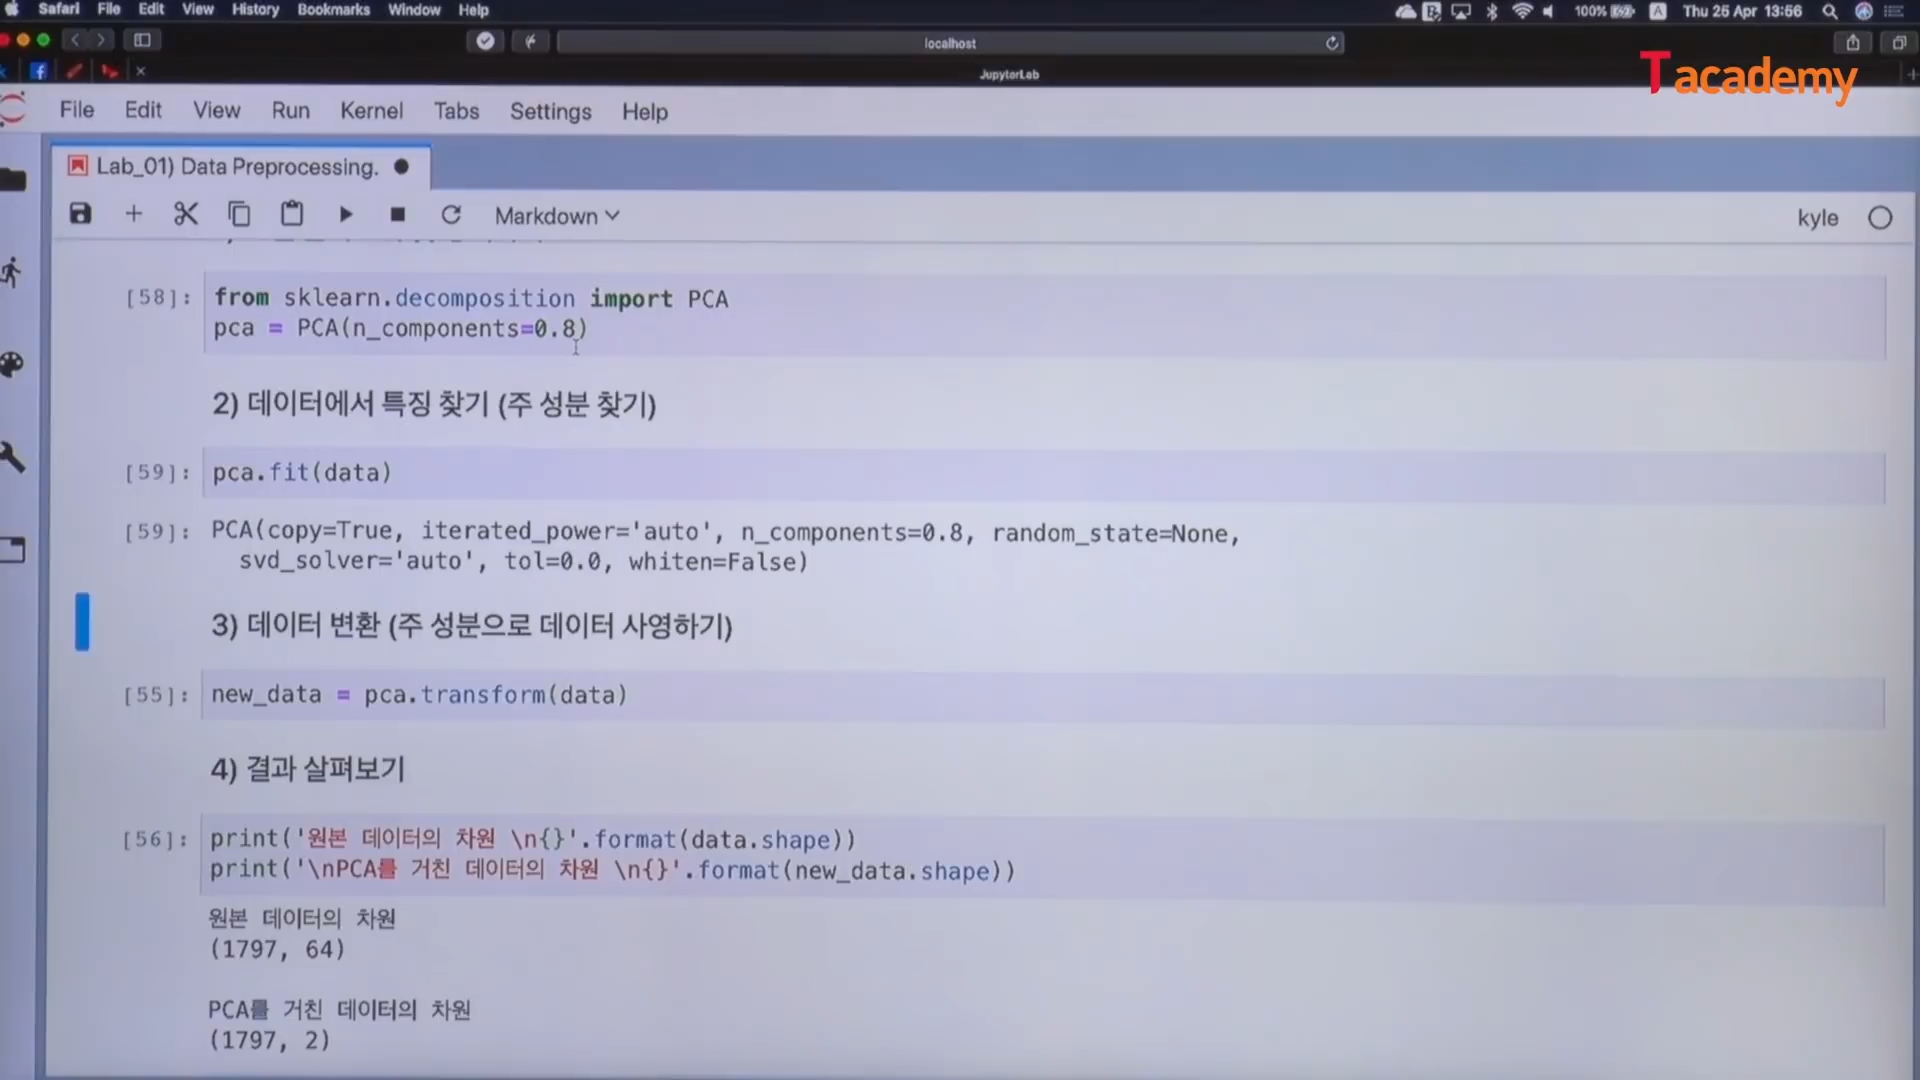 Safari File Edit View History Bookmarks Window Help
100% A Thu 25 Apr 13:56
localhost
JupyterLab
Tacademy
File Edit View Run Kernel Tabs Settings Help
Lab_01) Data Preprocessing.
Markdown
kyle
[58]: from sklearn.decomposition import PCA
pca = PCA(n_components=0.8)
2) 데이터에서 특징 찾기 (주 성분 찾기)
[59]: pca.fit(data)
[59]: PCA(copy=True, iterated_power='auto', n_components=0.8, random_state=None,
svd_solver='auto', tol=0.0, whiten=False)
3) 데이터 변환 (주 성분으로 데이터 사영하기)
[55]: new_data = pca.transform(data)
4) 결과 살펴보기
[56]: print('원본 데이터의 차원 \n{}'.format(data.shape))
print('\nPCA를 거친 데이터의 차원 \n{}'.format(new_data.shape))
원본 데이터의 차원
(1797, 64)
PCA를 거친 데이터의 차원
(1797, 2)